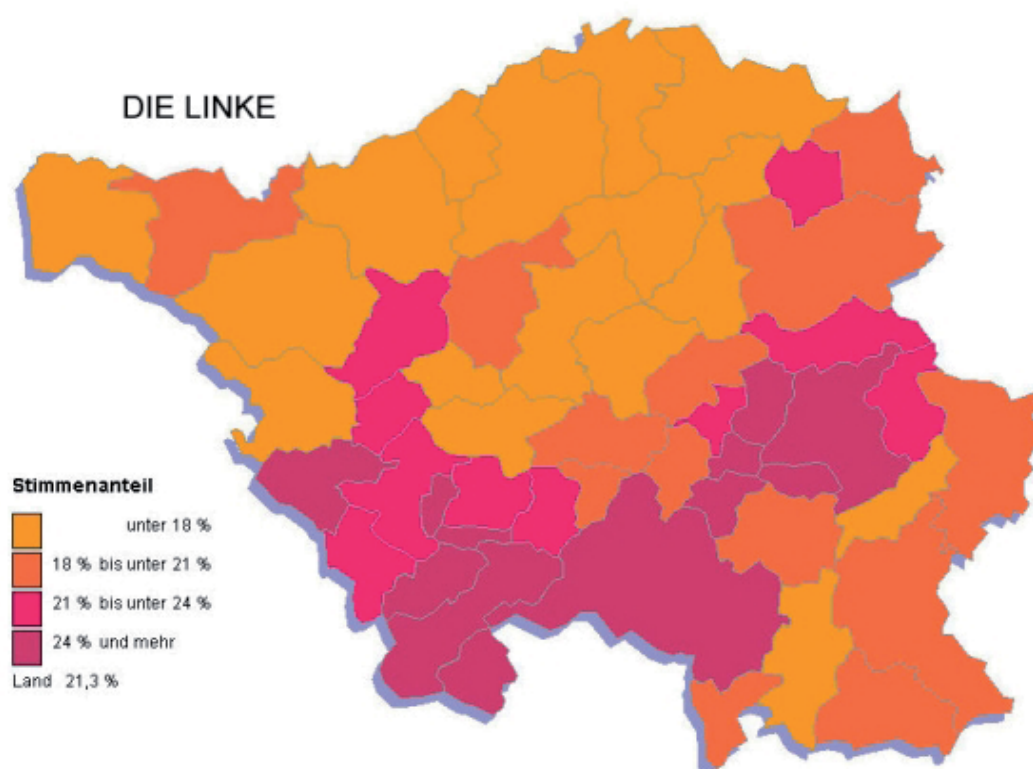 DIE LINKE
Stimmenanteil
unter 18 %
18 % bis unter 21 %
21 % bis unter 24 %
24 % und mehr
Land 21,3 %